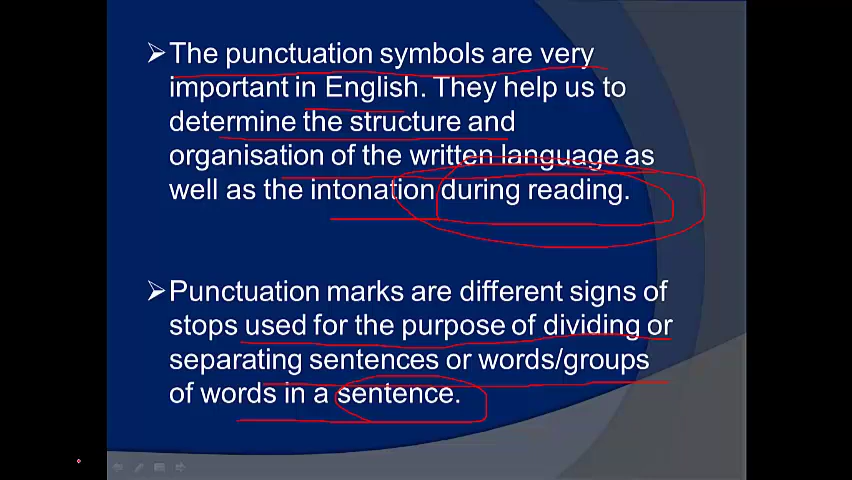 The punctuation symbols are very
important in English. They help us to
determine the structure and
organisation of the written language as
well as the intonation during reading.
Punctuation marks are different signs of
stops used for the purpose of dividing or
separating sentences or words/groups
of words in a sentence.